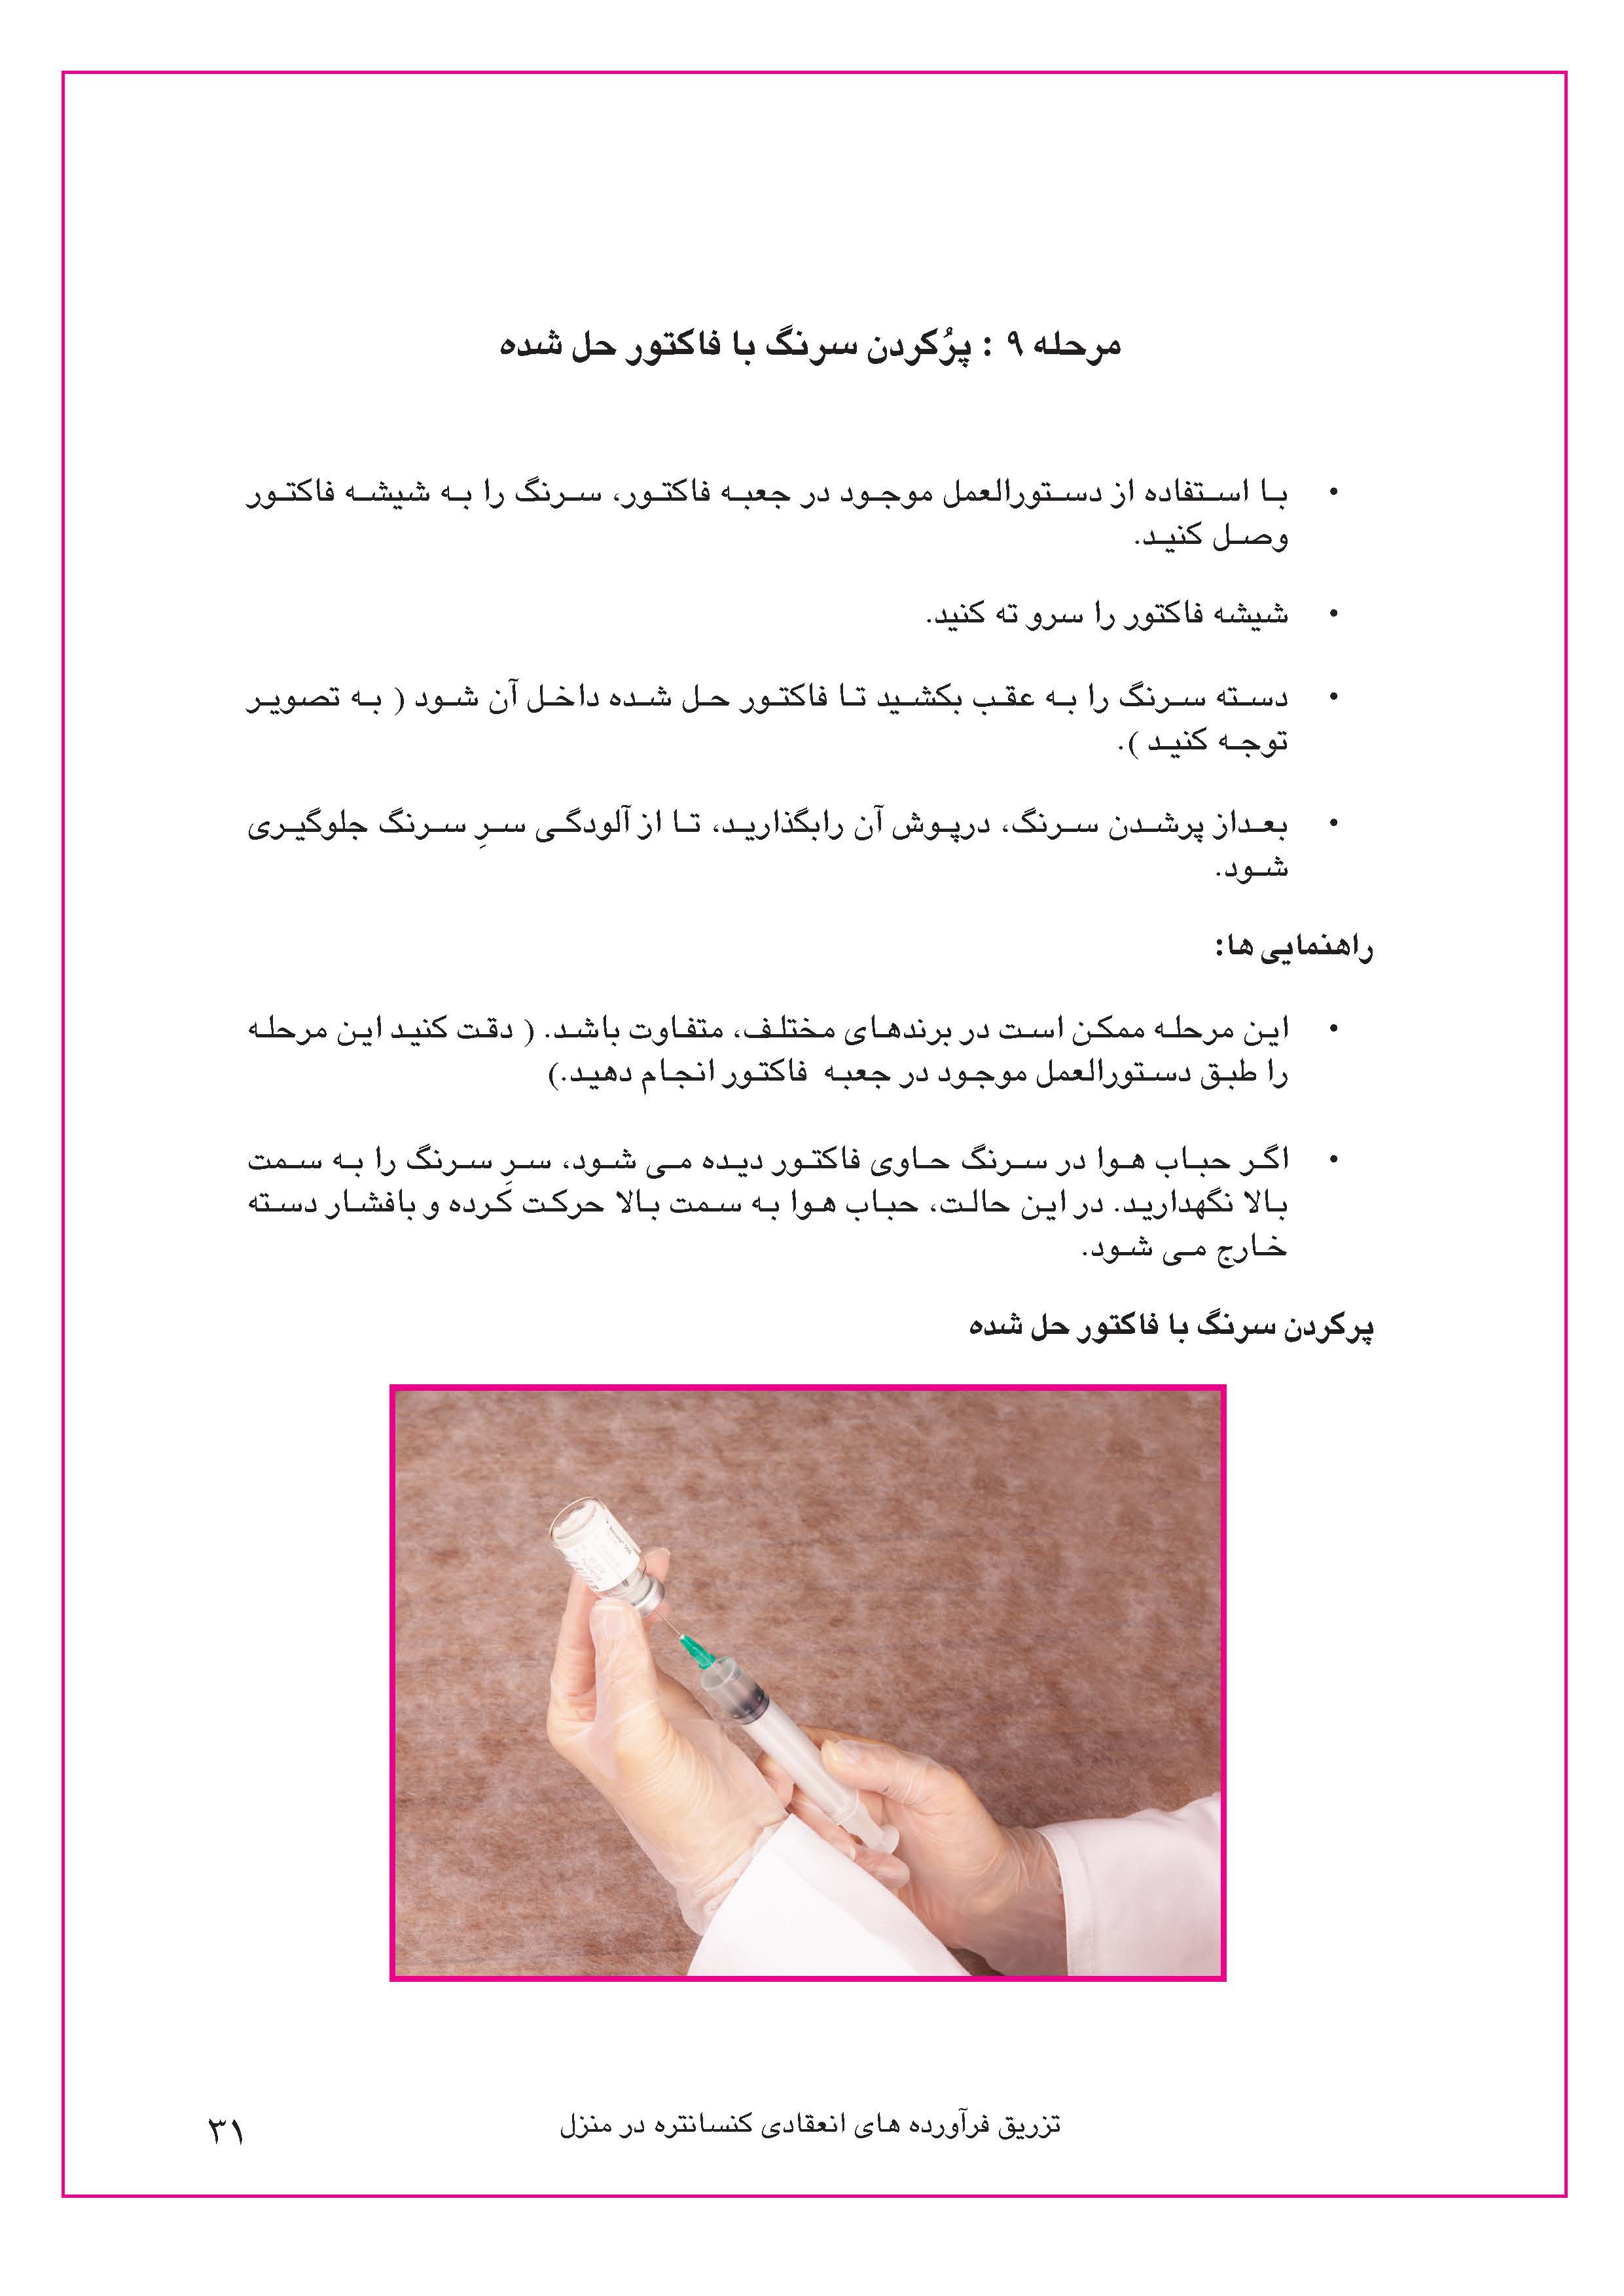 مرحله ۹ : پرُکردن سرنگ با فاکتور حل شده
• با استفاده از دستورالعمل موجود در جعبه فاکتور، سرنگ را به شیشه فاکتور
وصل کنید.
• شیشه فاکتور را سرو ته کنید.
• دسته سرنگ را به عقب بکشید تا فاکتور حل شده داخل آن شود ( به تصویر
توجه کنید ).
• بعداز پرشدن سرنگ، درپوش آن رابگذارید، تا از آلودگی سرِ سرنگ جلوگیری
شود.
راهنمایی ها:
• این مرحله ممکن است در برندهای مختلف، متفاوت باشد. ( دقت کنید این مرحله
را طبق دستورالعمل موجود در جعبه فاکتور انجام دهید.)
• اگر حباب هوا در سرنگ حاوی فاکتور دیده می شود، سرِ سرنگ را به سمت
بالا نگهدارید. در این حالت، حباب هوا به سمت بالا حرکت کَرده و بافشار دسته
خارج می شود.
پرکردن سرنگ با فاکتور حل شده
تزریق فرآورده های انعقادی کنسانتره در منزل
۳۱